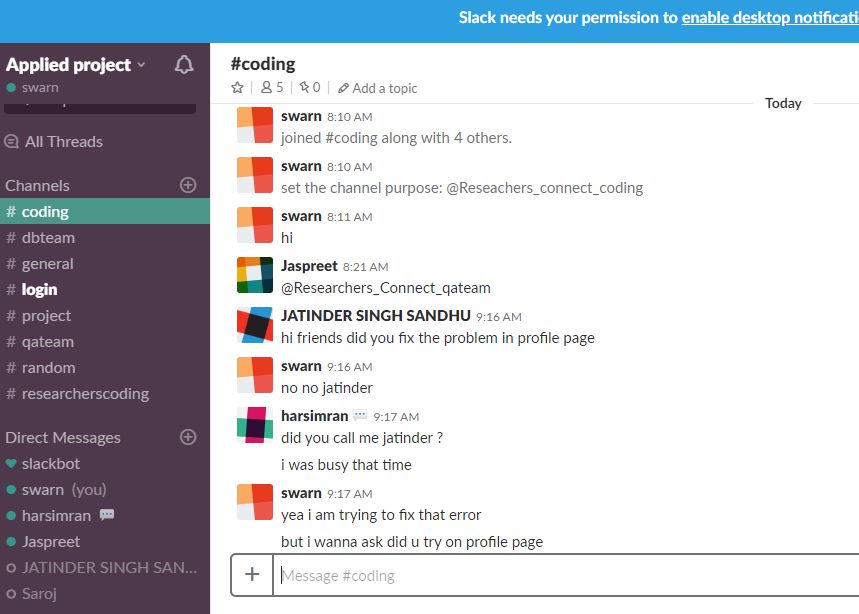 Slack needs your permission to enable desktop notificati
Applied project
swarn
All Threads
Channels
# coding
# dbteam
# general
# login
# project
# qateam
# random
# researcherscoding
Direct Messages
slackbot
swarn (you)
harsimran
Jaspreet
JATINDER SINGH SAN...
Saroj
#coding
5 | 0 | Add a topic
Today
swarn 8:10 AM
joined #coding along with 4 others.
swarn 8:10 AM
set the channel purpose: @Reseachers_connect_coding
swarn 8:11 AM
hi
Jaspreet 8:21 AM
@Researchers_Connect_qateam
JATINDER SINGH SANDHU 9:16 AM
hi friends did you fix the problem in profile page
swarn 9:16 AM
no no jatinder
harsimran 9:17 AM
did you call me jatinder ?
i was busy that time
swarn 9:17 AM
yea i am trying to fix that error
but i wanna ask did u try on profile page
Message #coding